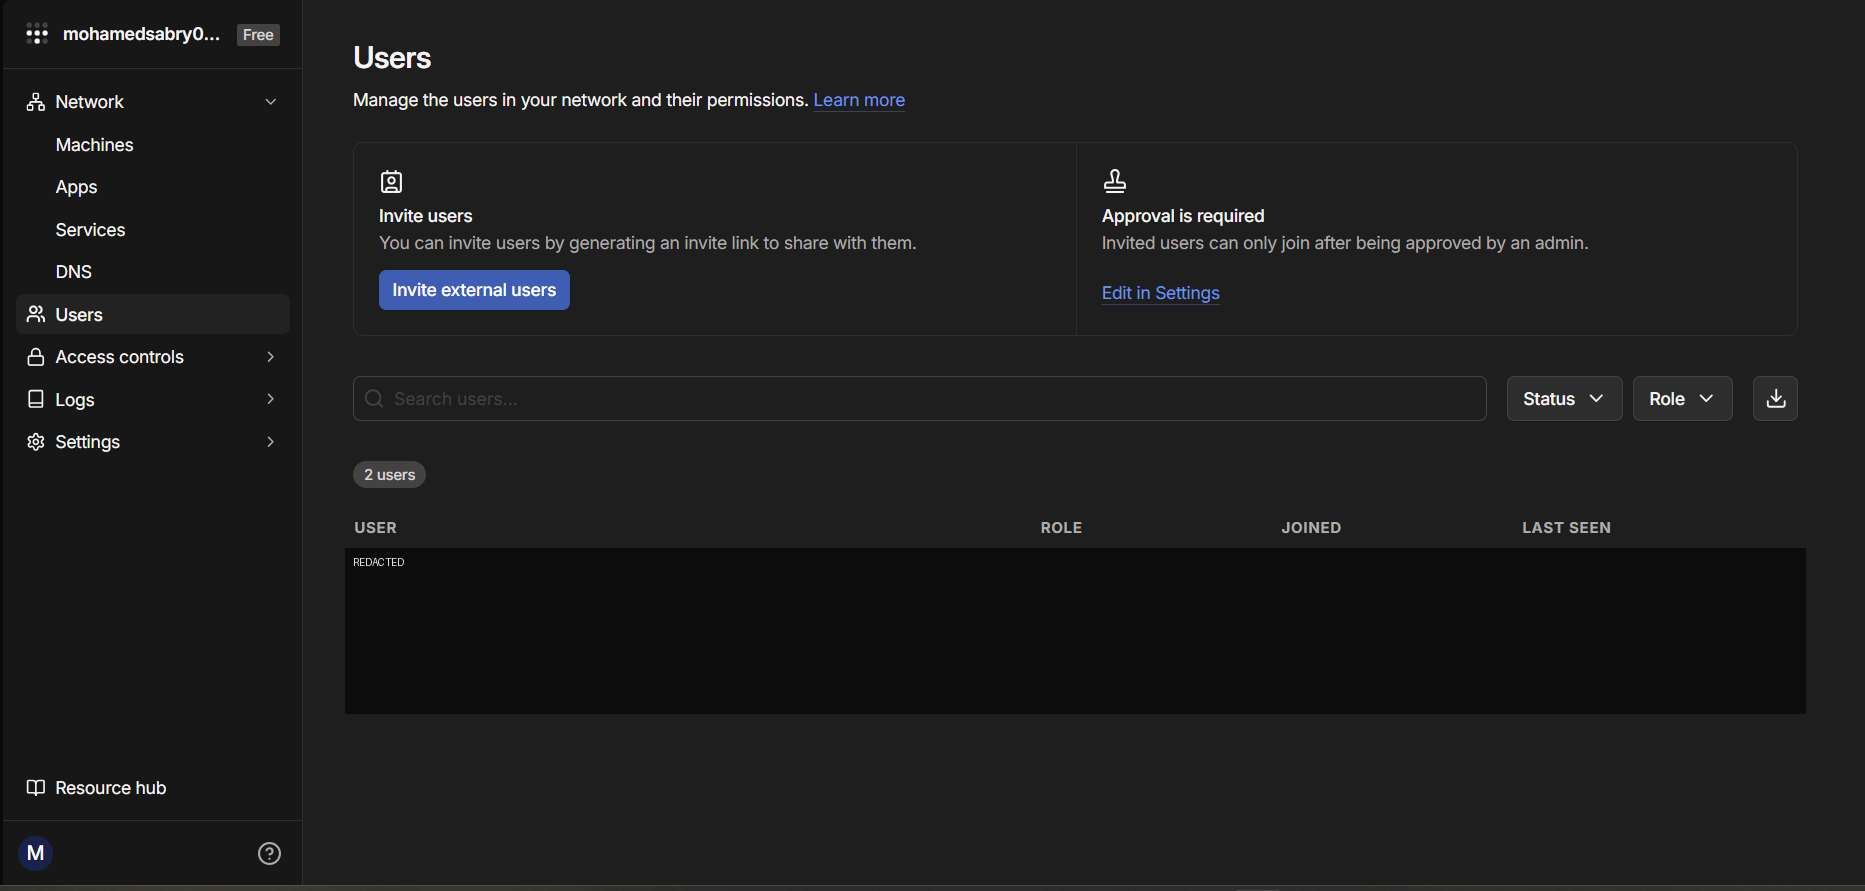 mohamedsabry0... Free
Network
Machines
Apps
Services
DNS
Users
Access controls
Logs
Settings
Resource hub
M
Users
Manage the users in your network and their permissions. Learn more
Invite users
You can invite users by generating an invite link to share with them.
Invite external users
Approval is required
Invited users can only join after being approved by an admin.
Edit in Settings
Search users...
Status
Role
2 users
USER ROLE JOINED LAST SEEN
REDACTED